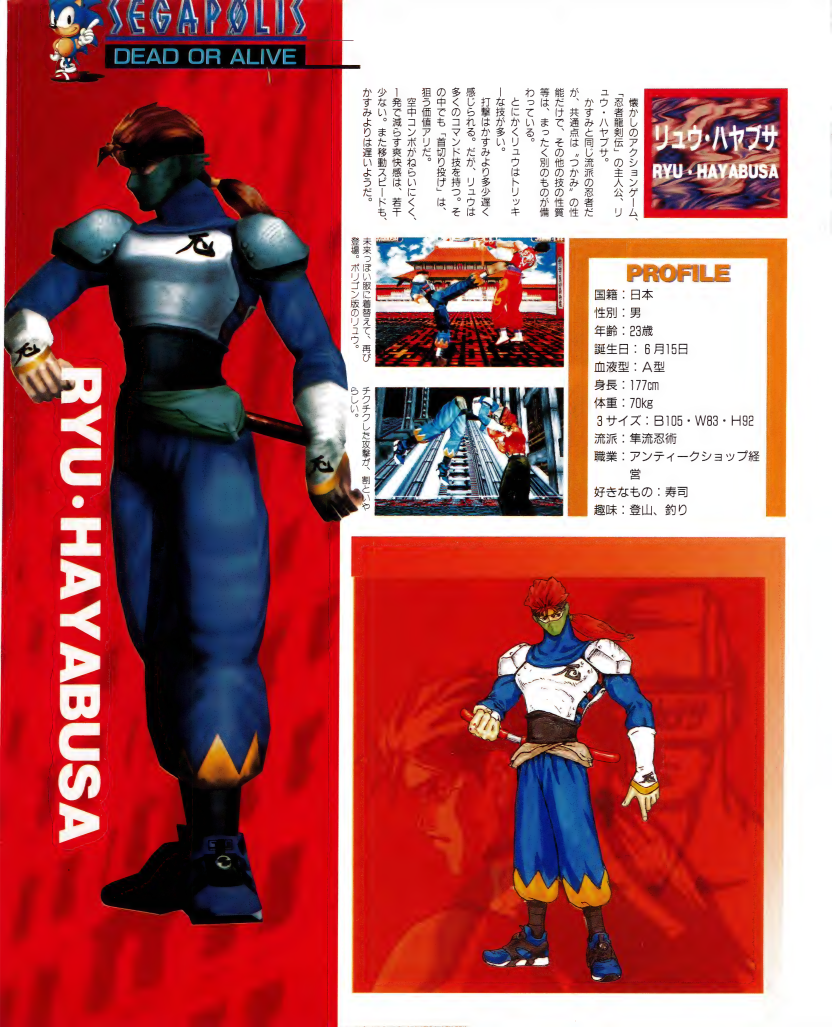 SEGAPØLIS
DEAD OR ALIVE
リュウ・ハヤブサ
RYU・HAYABUSA
懐かしのアクションゲーム、
「忍者龍剣伝」の主人公、リ
ュウ・ハヤブサ。
かすみと同じ流派の忍者だ
が、共通点は〝つかみ〟の性
能だけで、その他の技の性質
等は、まったく別のものが備
わっている。
とにかくリュウはトリッキ
ーな技が多い。
打撃はかすみより多少遅く
感じられる。だが、リュウは
多くのコマンド技を持つ。そ
の中でも「首切り投げ」は、
狙う価値アリだ。
空中コンボがねらいにくく、
1発で減らす爽快感は、若干
少ない。また移動スピードも、
かすみよりは遅いようだ。
未来っぽい服に着替えて、再び
登場。ポリゴン版のリュウ。
チクチクした攻撃が、割といや
らしい。
PROFILE
国籍：日本
性別：男
年齢：23歳
誕生日：6月15日
血液型：A型
身長：177cm
体重：70kg
3サイズ：B105・W83・H92
流派：隼流忍術
職業：アンティークショップ経
営
好きなもの：寿司
趣味：登山、釣り
RYU・HAYABUSA